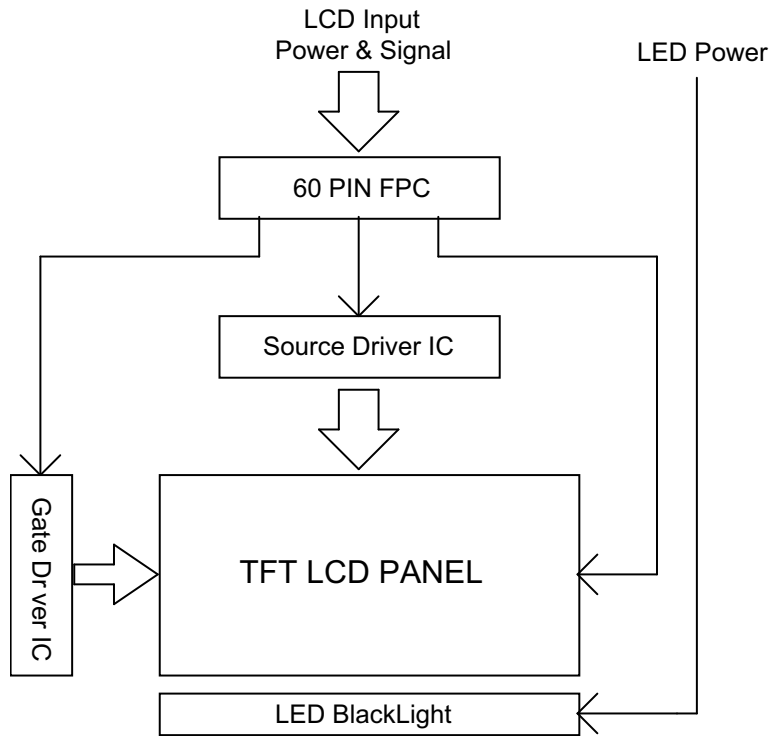 LCD Input
Power & Signal
LED Power
60 PIN FPC
Source Driver IC
Gate Dr ver IC
TFT LCD PANEL
LED BlackLight